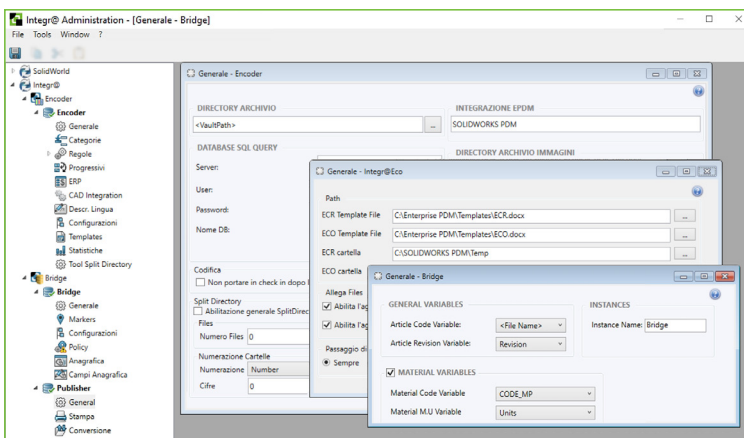 Integr@ Administration - [Generale - Bridge]
File Tools Window ?
SolidWorld
Integr@
Encoder
Encoder
Generale
Categorie
Regole
Progressivi
ERP
CAD Integration
Descr. Lingua
Configurazioni
Templates
Statistiche
Tool Split Directory
Bridge
Bridge
Generale
Markers
Configurazioni
Policy
Anagrafica
Campi Anagrafica
Publisher
General
Stampa
Conversione
Generale - Encoder
DIRECTORY ARCHIVIO
INTEGRAZIONE EPDM
<VaultPath>
...
SOLIDWORKS PDM
DATABASE SQL QUERY
DIRECTORY ARCHIVIO IMMAGINI
Server:
User:
Password:
Nome DB:
Codifica
Non portare in check in dopo
Split Directory
Abilitazione generale SplitDirec
Files
Numero Files 0
Numerazione Cartelle
Numerazione Number
Cifre 0
Generale - Integr@Eco
Path
ECR Template File C:\Enterprise PDM\Templates\ECR.docx ...
ECO Template File C:\Enterprise PDM\Templates\ECO.docx ...
ECR cartella C:\SOLIDWORKS PDM\Temp ...
ECO cartella
Allega Files
Abilita l'ag
Abilita l'ag
Passaggio di
Sempre
Generale - Bridge
GENERAL VARIABLES
INSTANCES
Article Code Variable: <File Name>
Instance Name: Bridge
Article Revision Variable: Revision
MATERIAL VARIABLES
Material Code Variable CODE_MP
Material M.U Variable Units